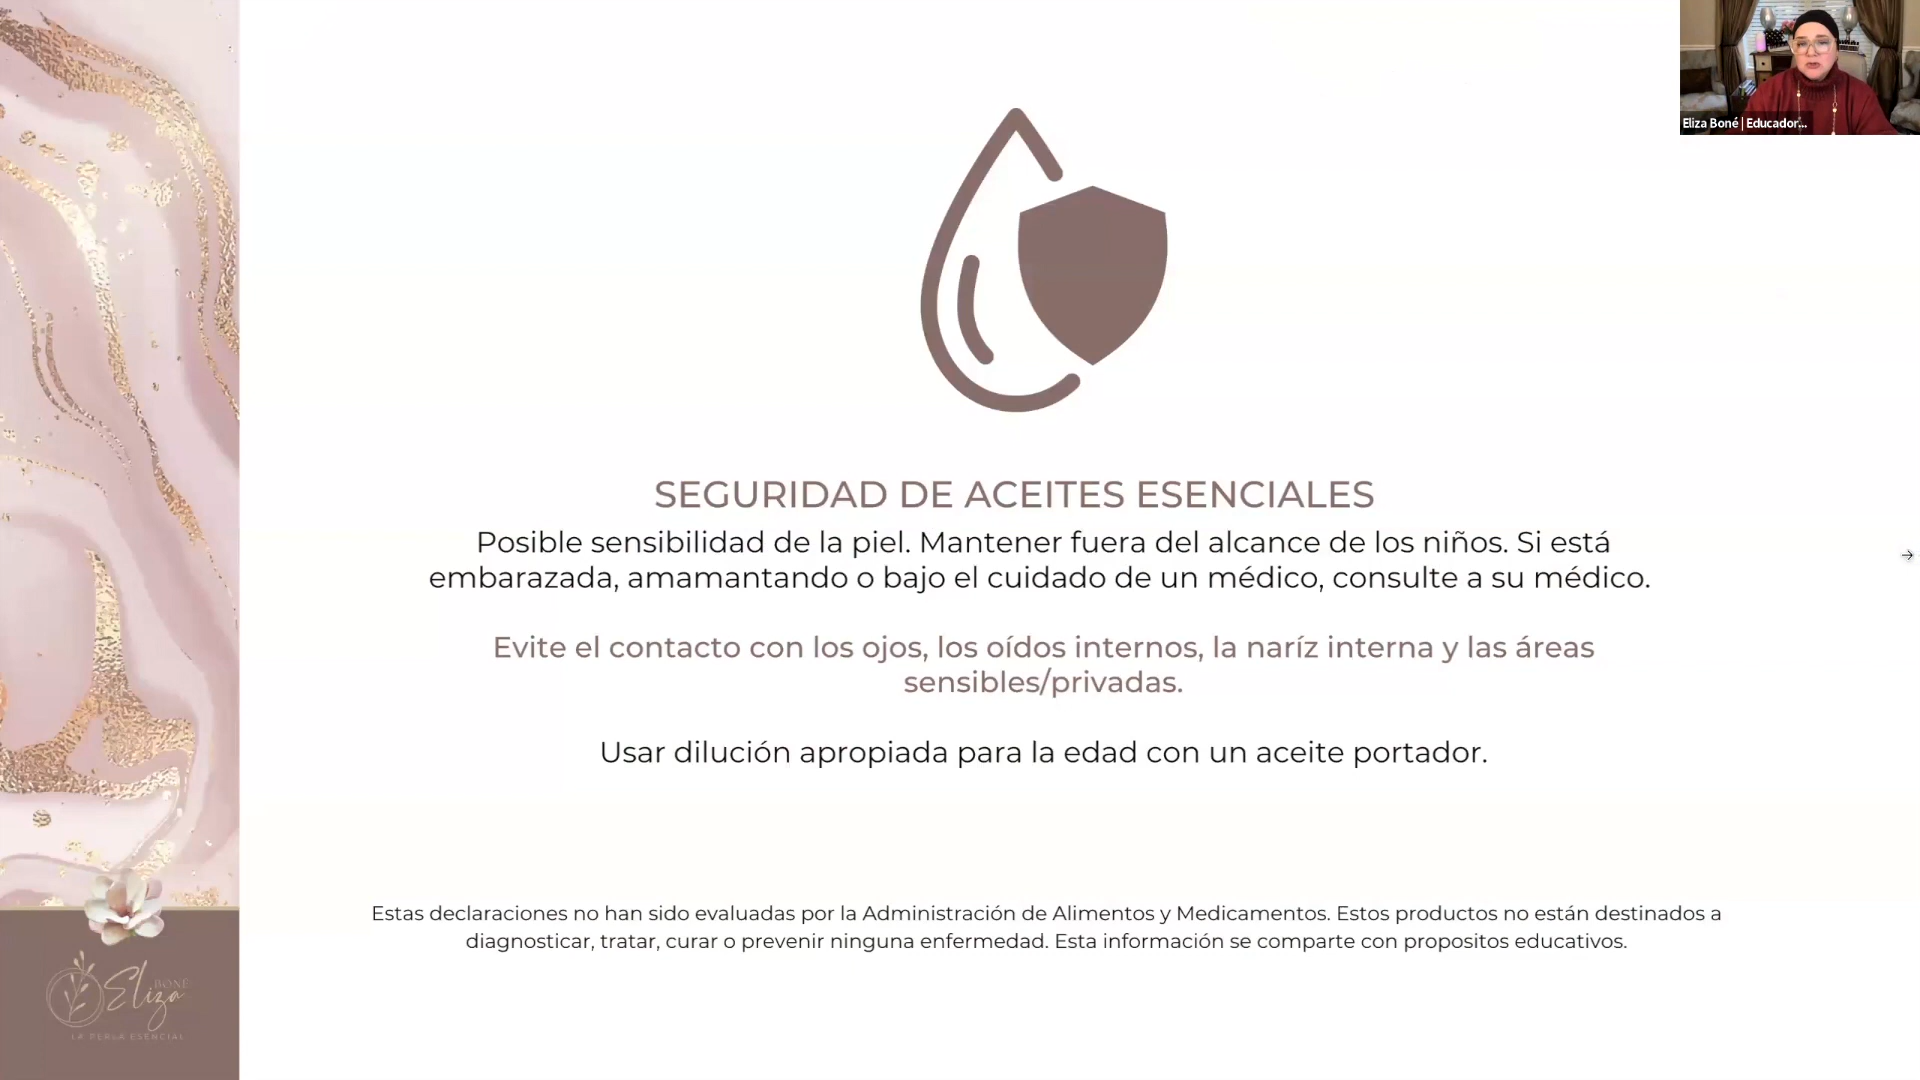 Eliza Boné | Educador...
SEGURIDAD DE ACEITES ESENCIALES
Posible sensibilidad de la piel. Mantener fuera del alcance de los niños. Si está
embarazada, amamantando o bajo el cuidado de un médico, consulte a su médico.
Evite el contacto con los ojos, los oídos internos, la naríz interna y las áreas
sensibles/privadas.
Usar dilución apropiada para la edad con un aceite portador.
Estas declaraciones no han sido evaluadas por la Administración de Alimentos y Medicamentos. Estos productos no están destinados a
diagnosticar, tratar, curar o prevenir ninguna enfermedad. Esta información se comparte con propositos educativos.
Eliza BONÉ
LA PERLA ESENCIAL